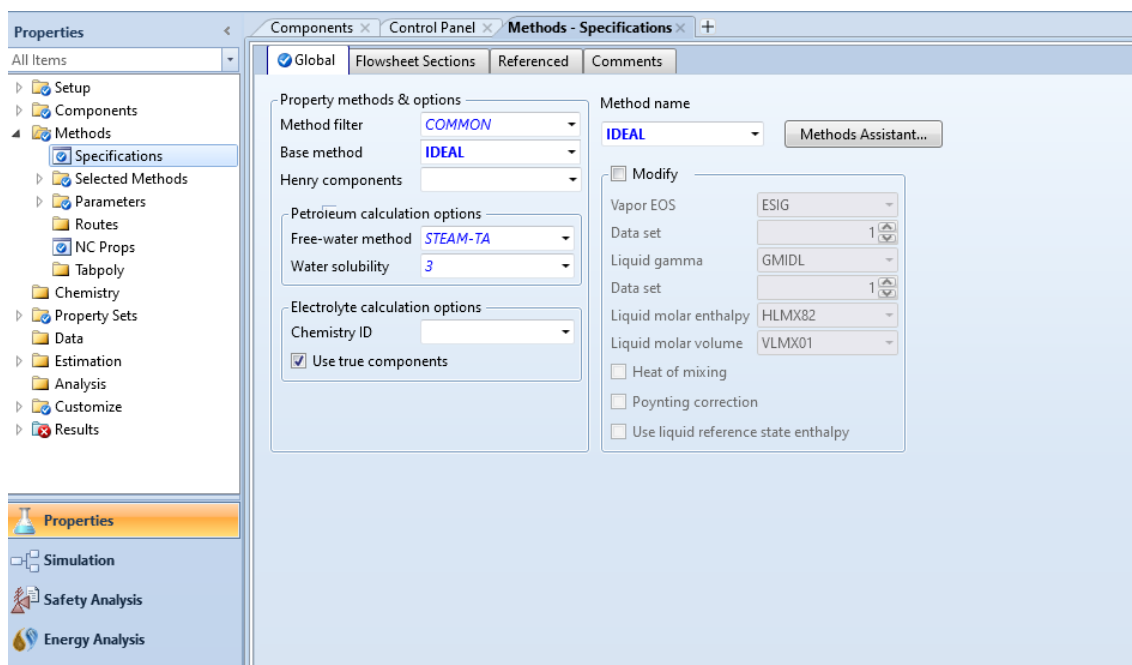 Properties
All Items
Setup
Components
Methods
Specifications
Selected Methods
Parameters
Routes
NC Props
Tabpoly
Chemistry
Property Sets
Data
Estimation
Analysis
Customize
Results
Properties
Simulation
Safety Analysis
Energy Analysis
Components Control Panel Methods - Specifications +
Global Flowsheet Sections Referenced Comments
Property methods & options
Method filter COMMON
Base method IDEAL
Henry components
Petroleum calculation options
Free-water method STEAM-TA
Water solubility 3
Electrolyte calculation options
Chemistry ID
Use true components
Method name
IDEAL Methods Assistant...
Modify
Vapor EOS ESIG
Data set 1
Liquid gamma GMIDL
Data set 1
Liquid molar enthalpy HLMX82
Liquid molar volume VLMX01
Heat of mixing
Poynting correction
Use liquid reference state enthalpy